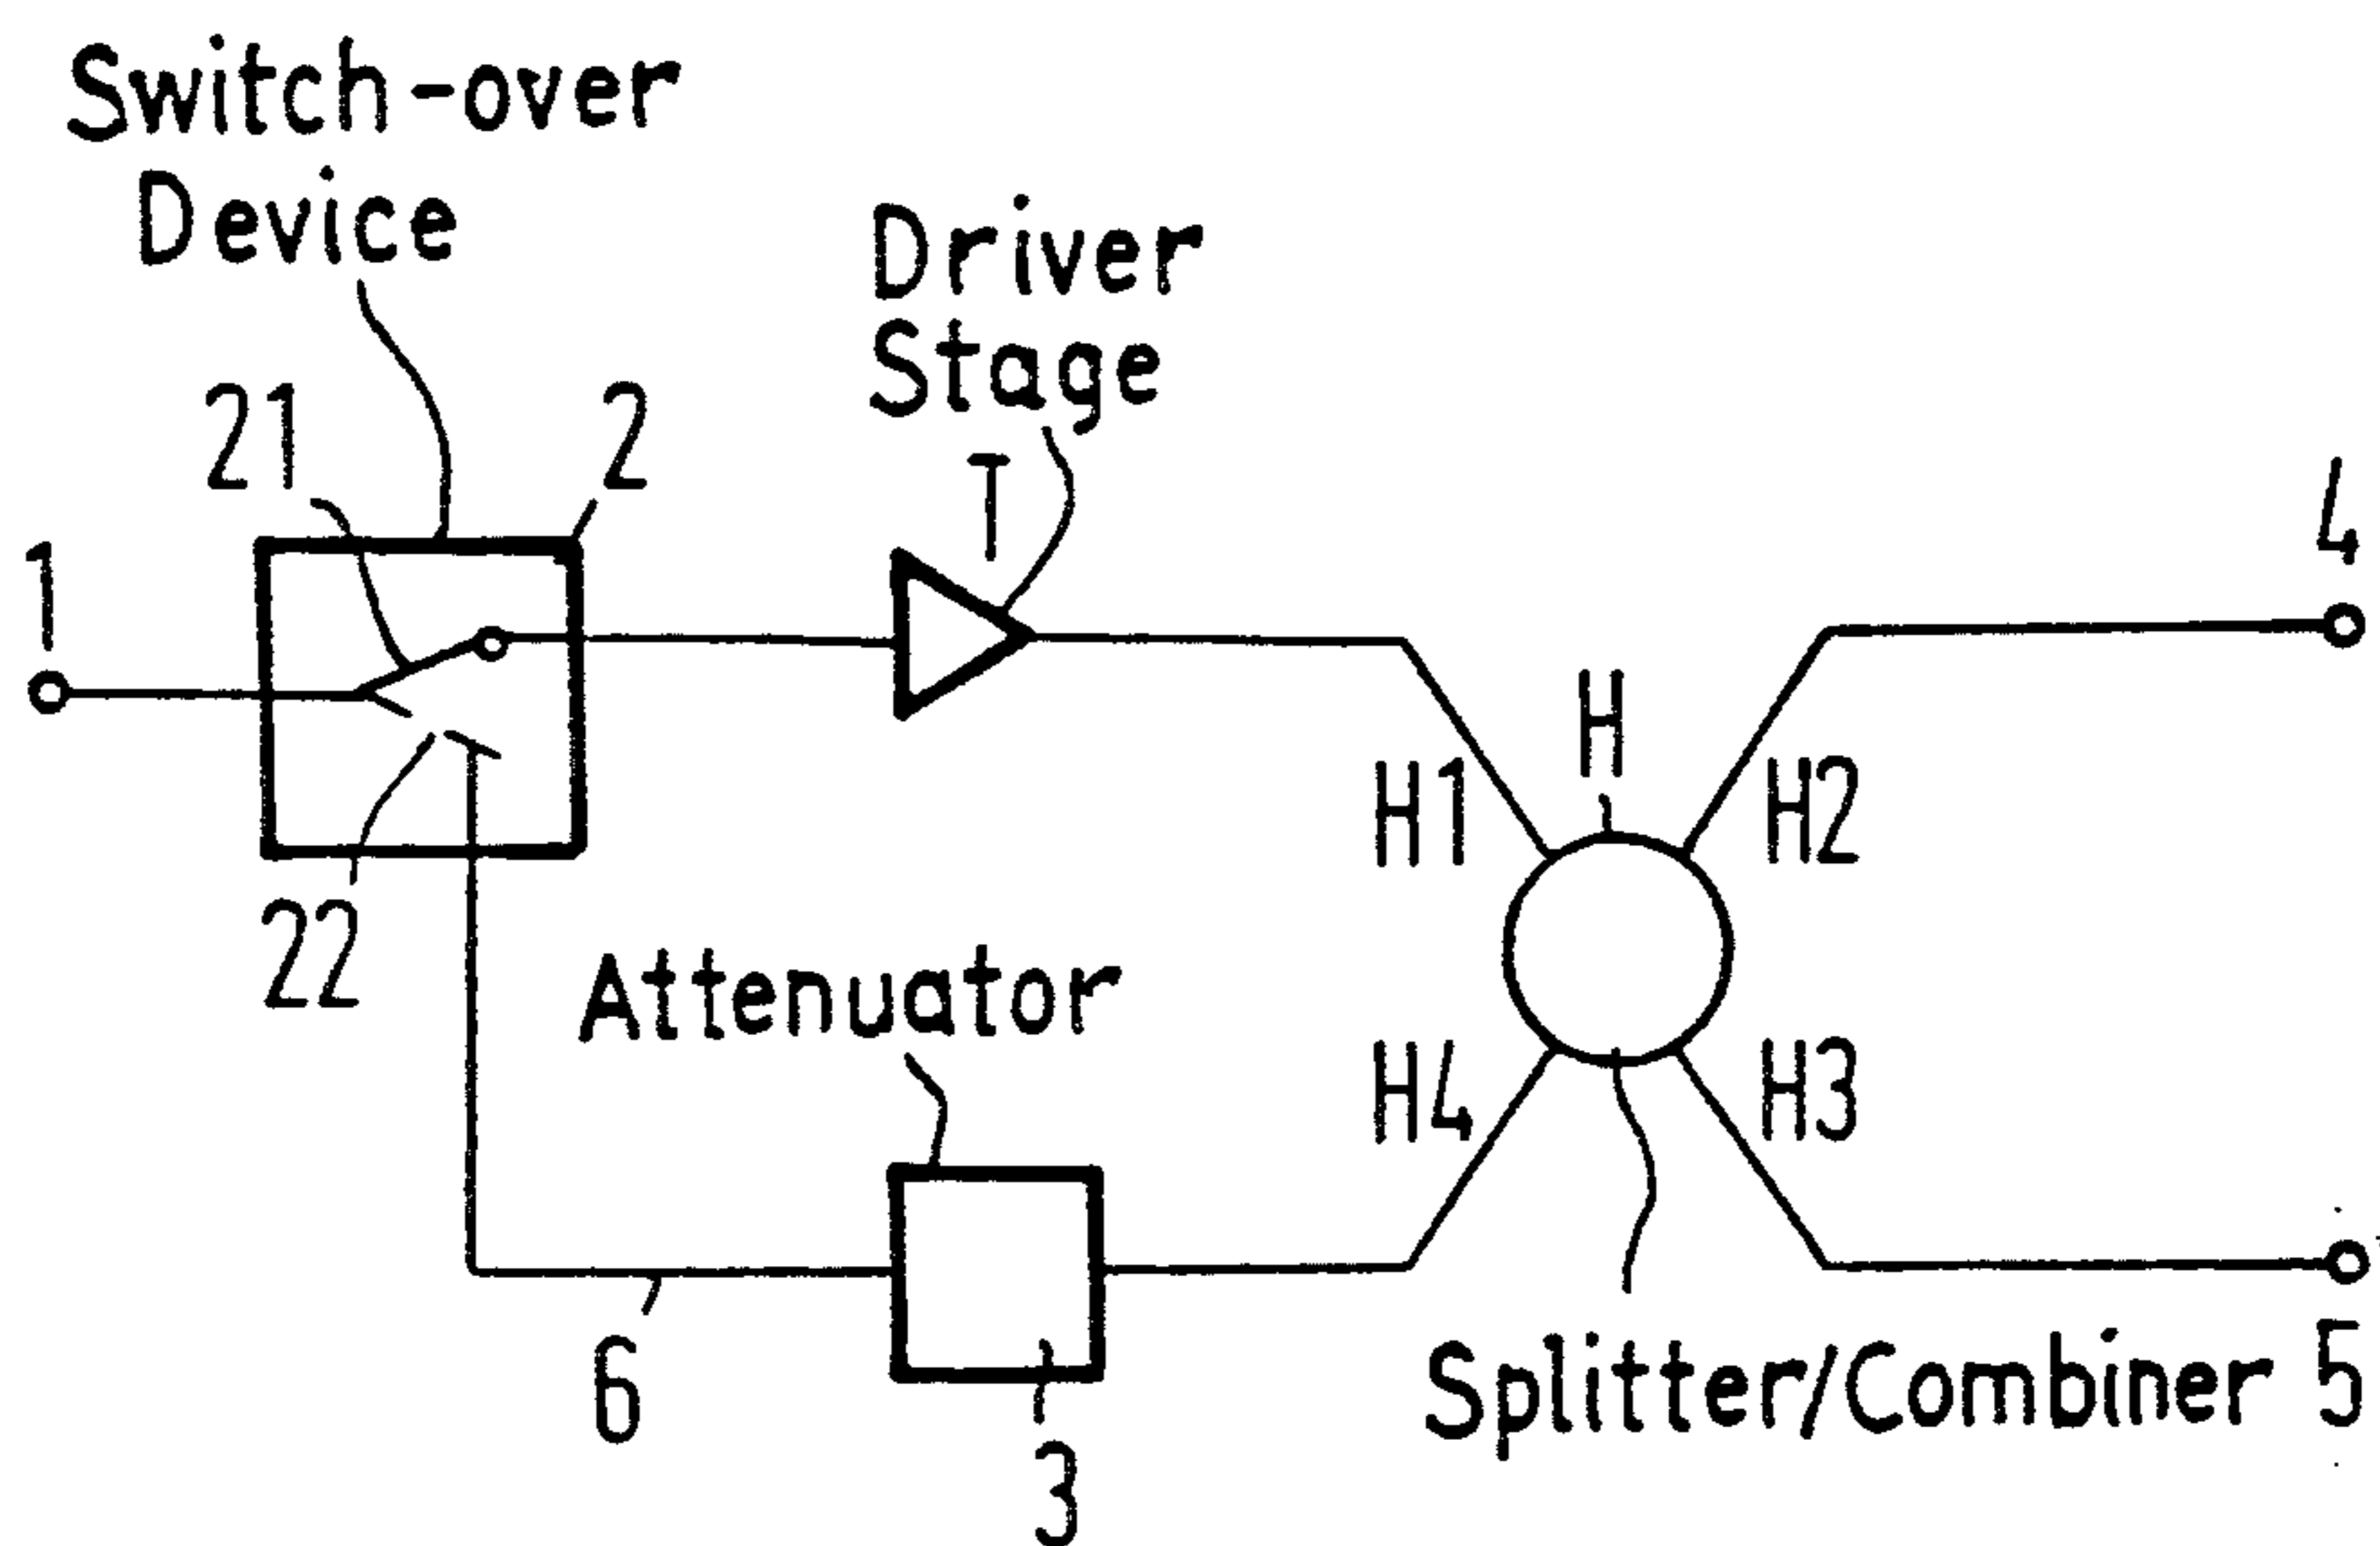 Switch-over
Device
Driver
Stage
21
2
T
1
4
H
H1
H2
22
Attenuator
H4
H3
6
3
Splitter/Combiner 5